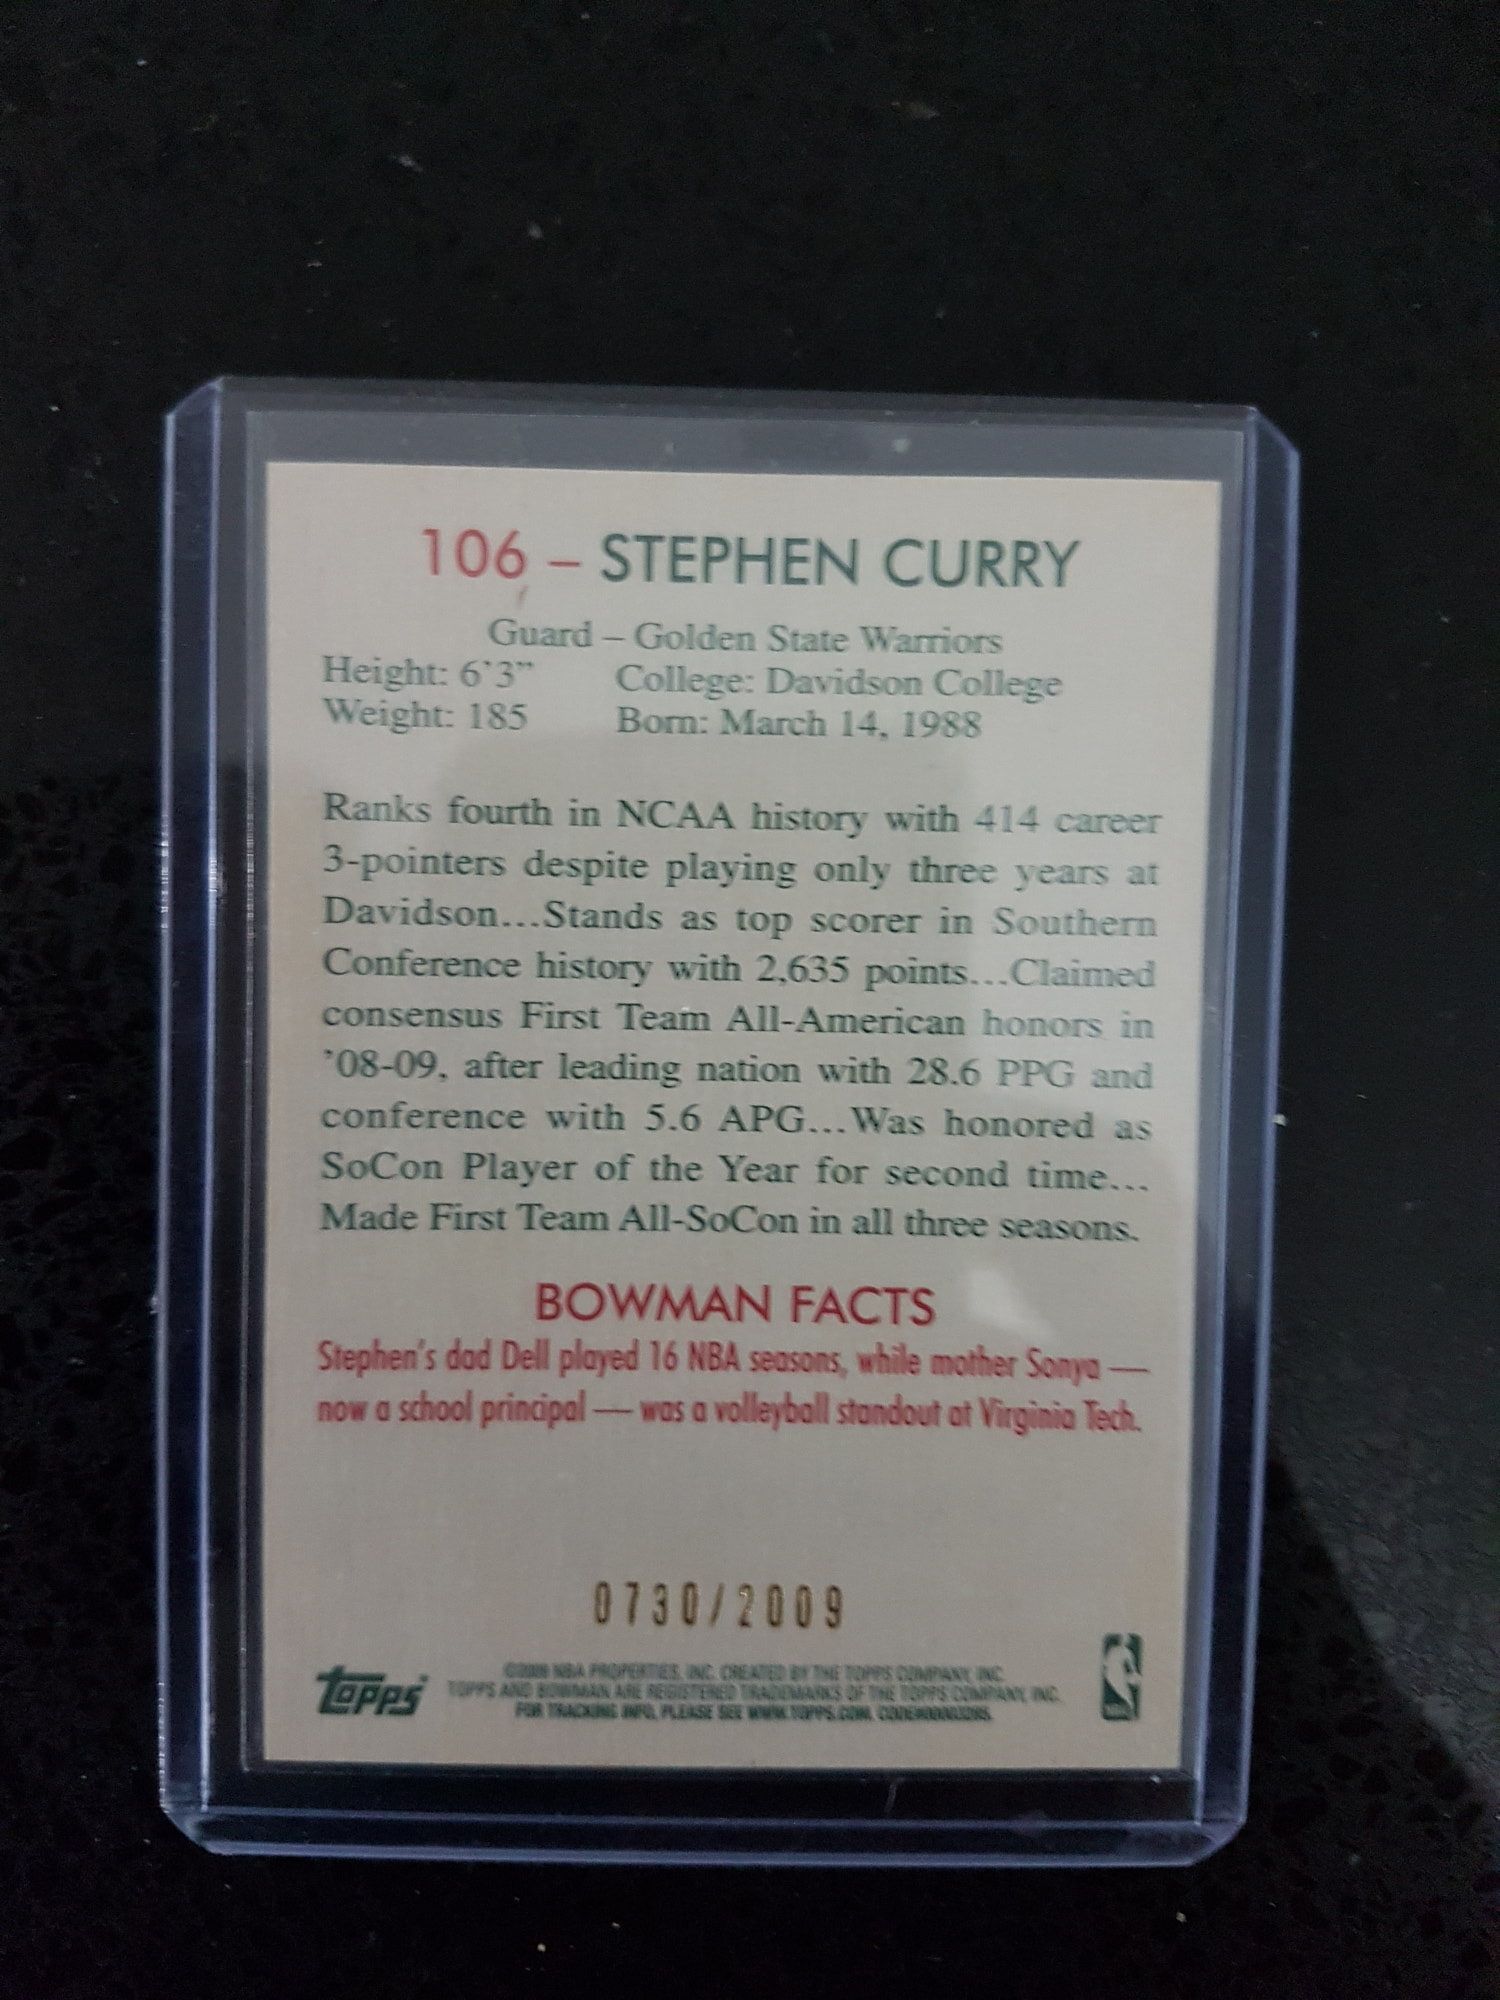 106 – STEPHEN CURRY
Guard – Golden State Warriors
Height: 6'3" College: Davidson College
Weight: 185 Born: March 14, 1988
Ranks fourth in NCAA history with 414 career
3-pointers despite playing only three years at
Davidson...Stands as top scorer in Southern
Conference history with 2,635 points...Claimed
consensus First Team All-American honors in
'08-09, after leading nation with 28.6 PPG and
conference with 5.6 APG...Was honored as
SoCon Player of the Year for second time...
Made First Team All-SoCon in all three seasons.
BOWMAN FACTS
Stephen's dad Dell played 16 NBA seasons, while mother Sonya —
now a school principal — was a volleyball standout at Virginia Tech.
0730/2009
topps
NBA PROPERTIES, INC. CREATED BY THE TOPPS COMPANY, INC.
TOPPS AND BOWMAN ARE REGISTERED TRADEMARKS OF THE TOPPS COMPANY, INC.
FOR TRACKING INFO, PLEASE SEE WWW.TOPPS.COM.